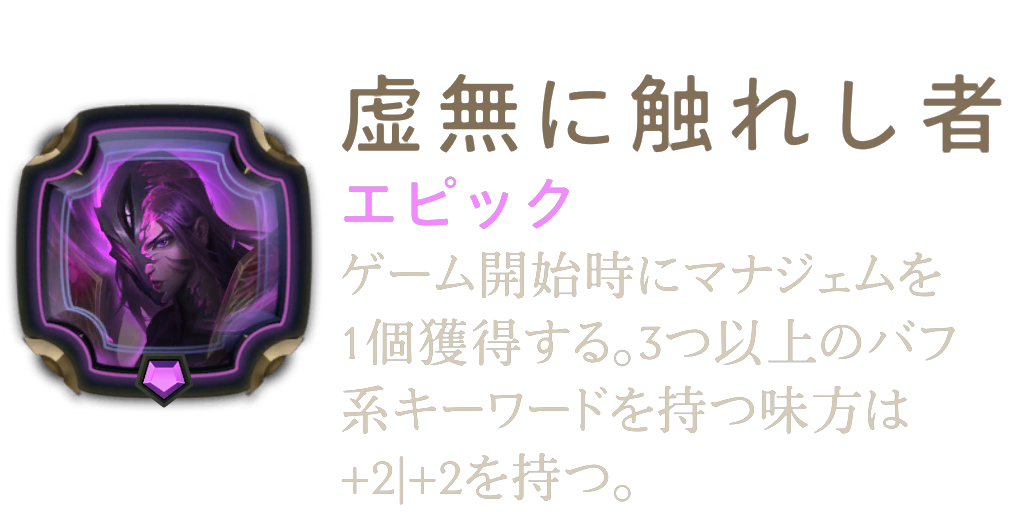 虚無に触れし者
エピック
ゲーム開始時にマナジェムを
1個獲得する。3つ以上のバフ
系キーワードを持つ味方は
+2|+2を持つ。